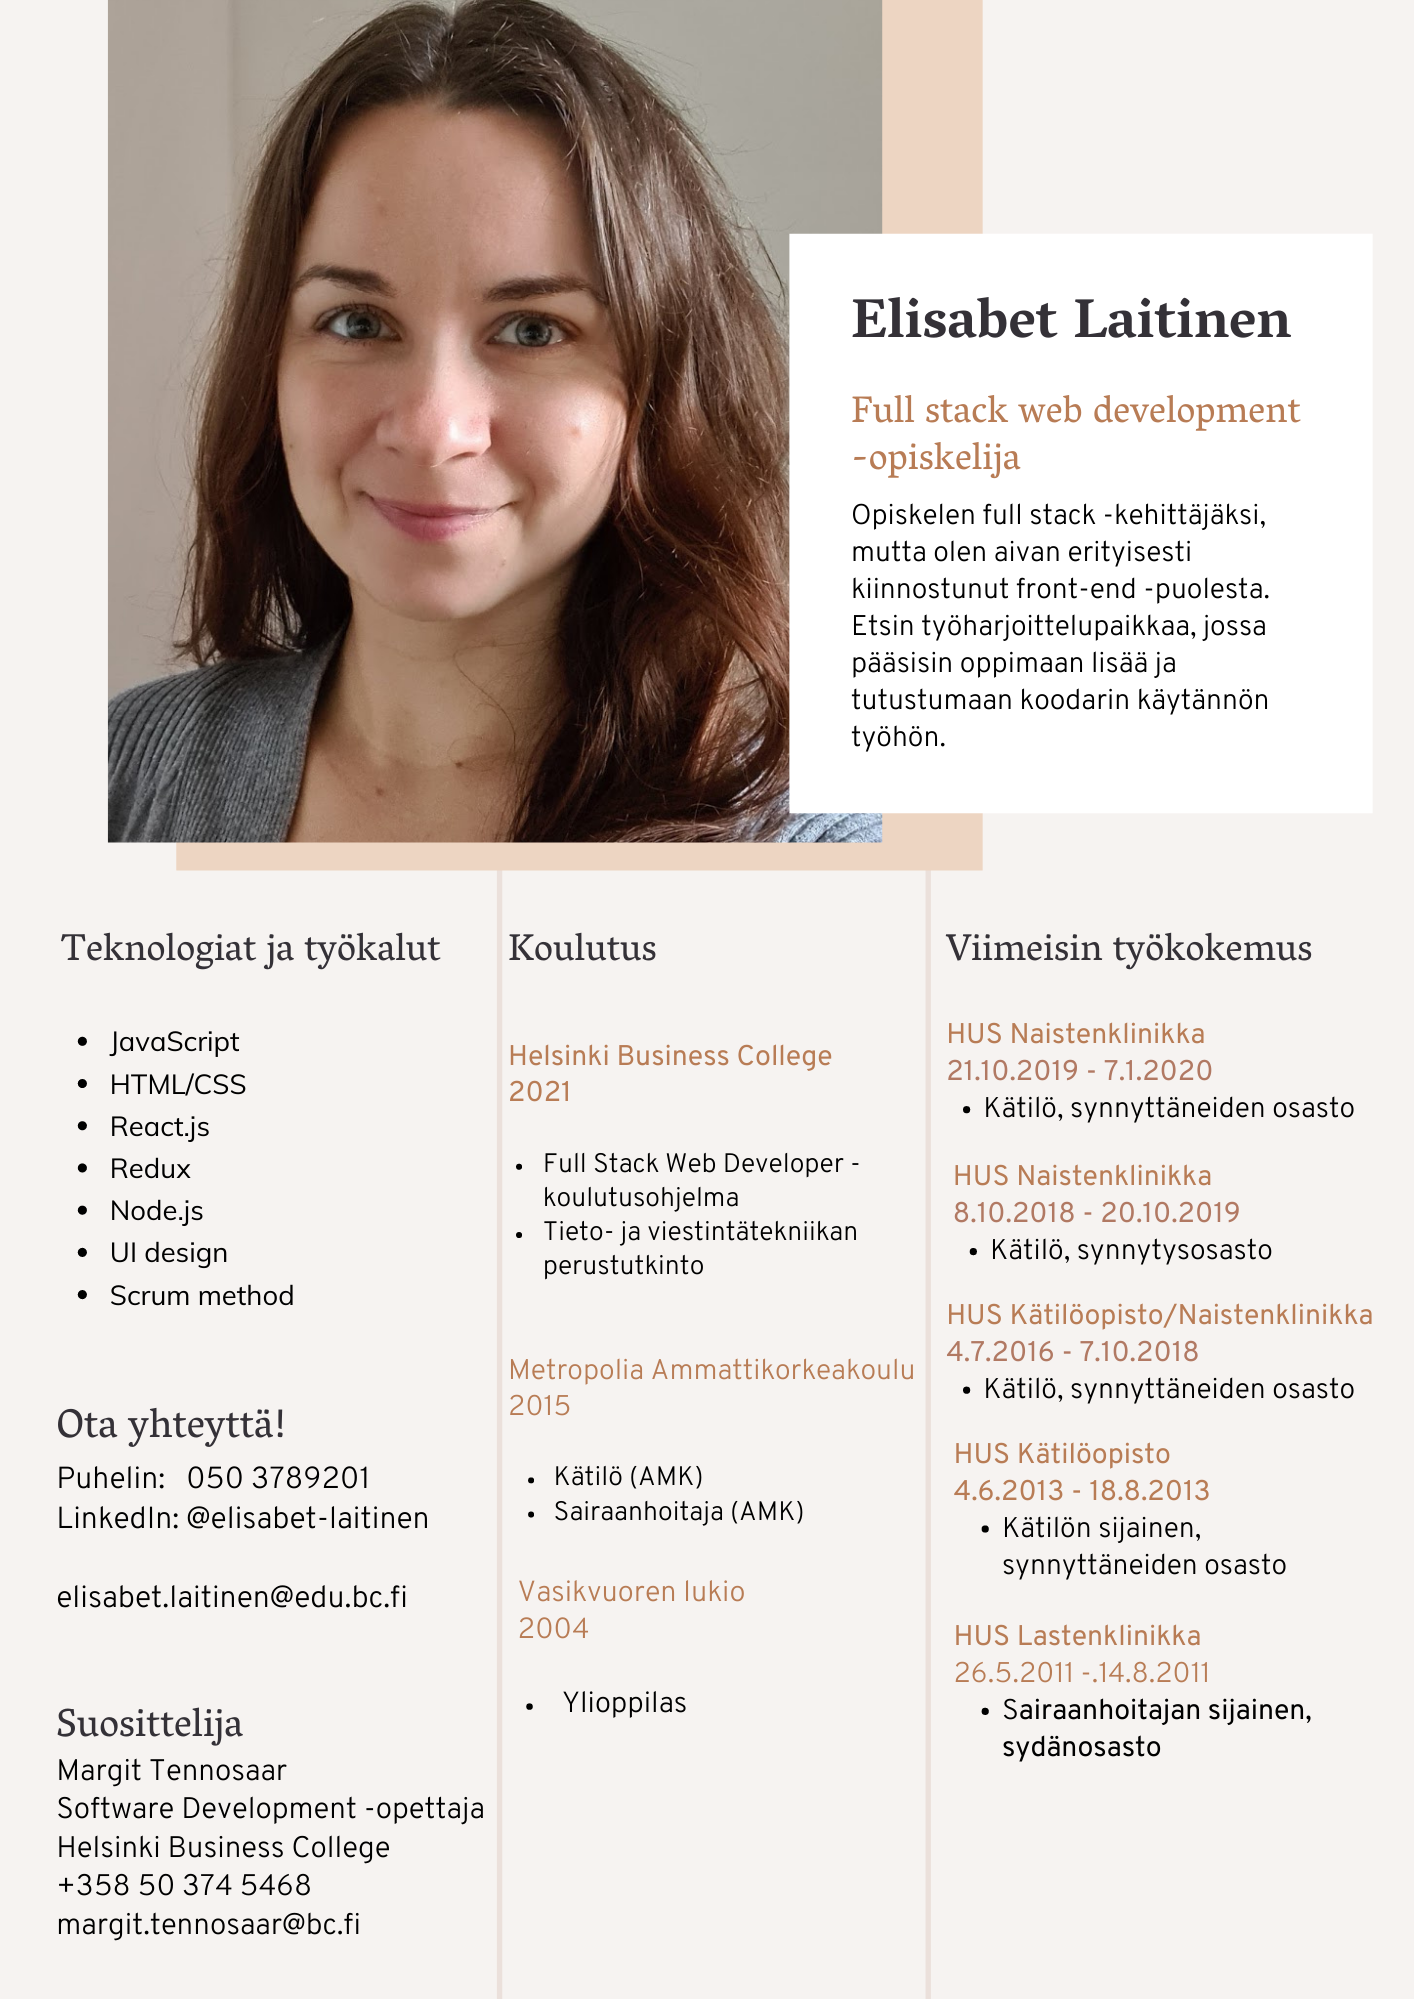 Elisabet Laitinen
Full stack web development
-opiskelija
Opiskelen full stack -kehittäjäksi,
mutta olen aivan erityisesti
kiinnostunut front-end -puolesta.
Etsin työharjoittelupaikkaa, jossa
pääsisin oppimaan lisää ja
tutustumaan koodarin käytännön
työhön.
Teknologiat ja työkalut
• JavaScript
• HTML/CSS
• React.js
• Redux
• Node.js
• UI design
• Scrum method
Ota yhteyttä!
Puhelin: 050 3789201
LinkedIn: @elisabet-laitinen
elisabet.laitinen@edu.bc.fi
Suosittelija
Margit Tennosaar
Software Development -opettaja
Helsinki Business College
+358 50 374 5468
margit.tennosaar@bc.fi
Koulutus
Helsinki Business College
2021
• Full Stack Web Developer -
koulutusohjelma
• Tieto- ja viestintätekniikan
perustutkinto
Metropolia Ammattikorkeakoulu
2015
• Kätilö (AMK)
• Sairaanhoitaja (AMK)
Vasikvuoren lukio
2004
• Ylioppilas
Viimeisin työkokemus
HUS Naistenklinikka
21.10.2019 - 7.1.2020
• Kätilö, synnyttäneiden osasto
HUS Naistenklinikka
8.10.2018 - 20.10.2019
• Kätilö, synnytysosasto
HUS Kätilöopisto/Naistenklinikka
4.7.2016 - 7.10.2018
• Kätilö, synnyttäneiden osasto
HUS Kätilöopisto
4.6.2013 - 18.8.2013
• Kätilön sijainen,
synnyttäneiden osasto
HUS Lastenklinikka
26.5.2011 -.14.8.2011
• Sairaanhoitajan sijainen,
sydänosasto